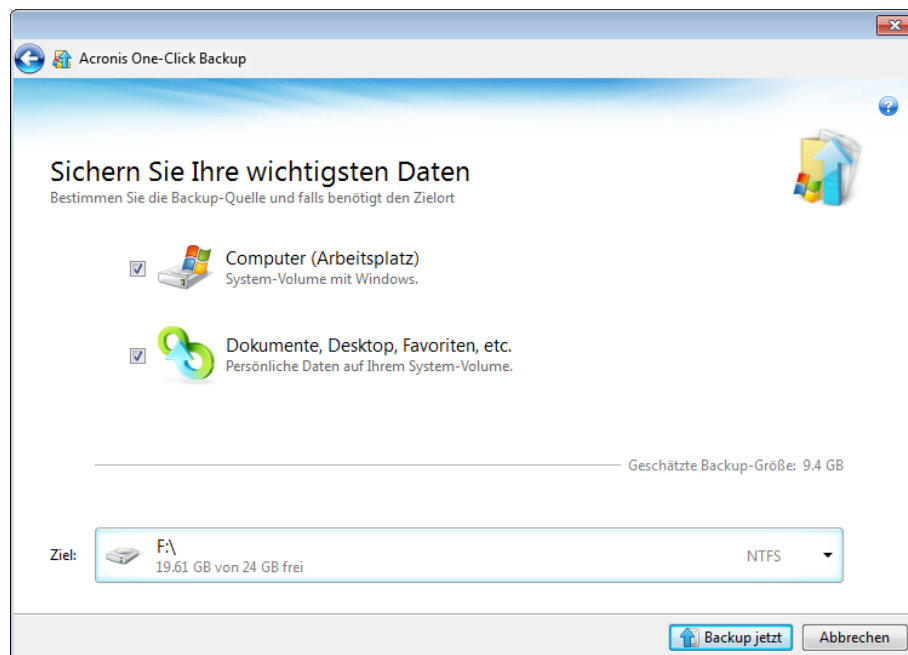 Acronis One-Click Backup
Sichern Sie Ihre wichtigsten Daten
Bestimmen Sie die Backup-Quelle und falls benötigt den Zielort
Computer (Arbeitsplatz)
System-Volume mit Windows.
Dokumente, Desktop, Favoriten, etc.
Persönliche Daten auf Ihrem System-Volume.
Geschätzte Backup-Größe: 9.4 GB
Ziel:
F:\
19.61 GB von 24 GB frei
NTFS
Backup jetzt
Abbrechen